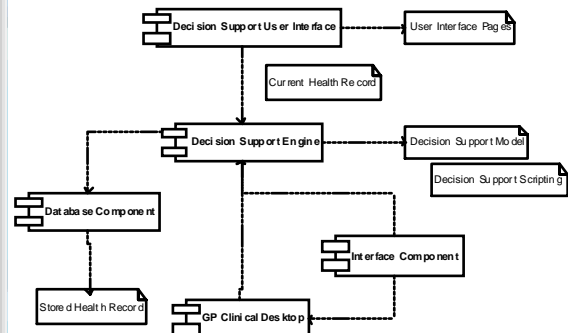 Decision Support User Interface
User Interface Pages
Current Health Record
Decision Support Engine
Decision Support Model
Decision Support Scripting
Database Component
Interface Component
Stored Health Record
GP Clinical Desktop